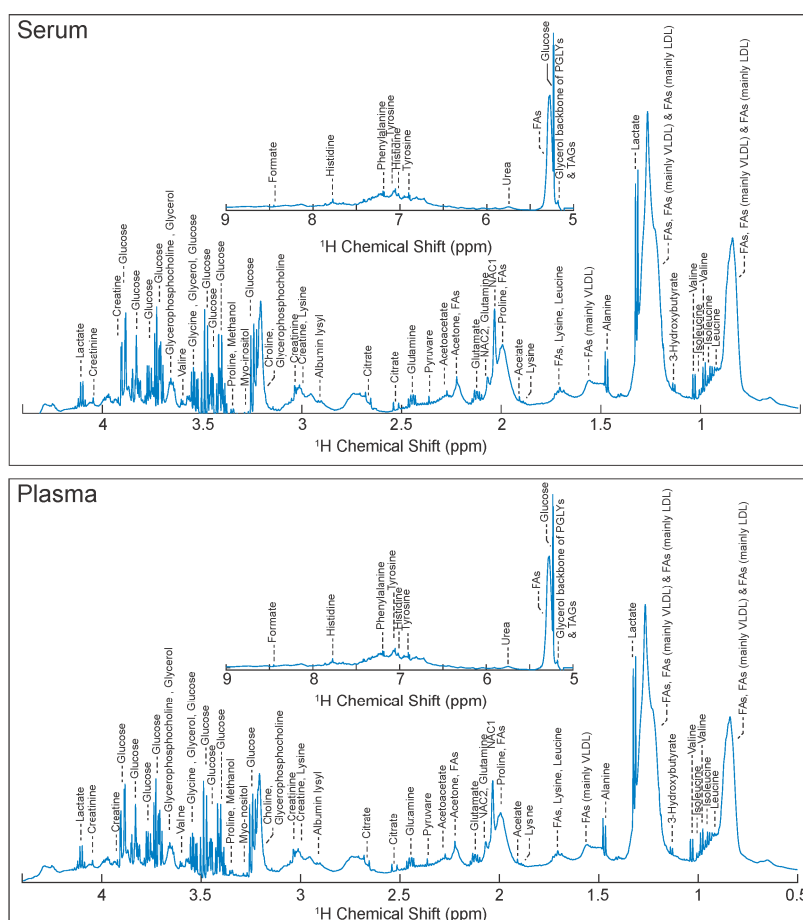 Serum
Formate
Histidine
Phenylalanine
Tyrosine
Histidine
Tyrosine
Urea
FAs
Glucose
Glycerol backbone of PGLYs
& TAGs
9 8 7 6 5
¹H Chemical Shift (ppm)
Lactate
Creatinine
Creatine
Glucose
Glucose
Glucose
Glucose
Glycerophosphocholine , Glycerol
Valine
Glycine , Glycerol, Glucose
Glucose
Glucose
Glucose
Proline, Methanol
Myo-irositol
Glucose
Choline,
Glycerophosphocholine
Creatinine
Creatine, Lysine
Albumin lysyl
Citrate
Citrate
Glutamine
Pyruvare
Acetoacetate
Acetone, FAs
Glutamate
NAC2, Glutamine
NAC1
Proline, FAs
Acetate
Lysine
FAs, Lysine, Leucine
FAs (mainly VLDL)
Alanine
Lactate
FAs, FAs (mainly VLDL) & FAs (mainly LDL)
3-Hydroxybutyrate
Valine
Isoleucine
Valine
Isoleucine
Leucine
FAs, FAs (mainly VLDL) & FAs (mainly LDL)
4 3.5 3 2.5 2 1.5 1
¹H Chemical Shift (ppm)
Plasma
Formate
Histidine
Phenylalanine
Tyrosine
Histidine
Tyrosine
Urea
FAs
Glucose
Glycerol backbone of PGLYs
& TAGs
9 8 7 6 5
¹H Chemical Shift (ppm)
Lactate
Creatinine
Creatine
Glucose
Glucose
Glucose
Glucose
Glycerophosphocholine , Glycerol
Valine
Glycine , Glycerol, Glucose
Glucose
Glucose
Glucose
Proline, Methanol
Myo-nositol
Glucose
Choline,
Glycerophosphocholine
Creatinine
Creatine, Lysine
Albumin lysyl
Citrate
Citrate
Glutamine
Pyruvare
Acetoacetate
Acetone, FAs
Glutamate
NAC2, Glutamine
NAC1
Proline, FAs
Acetate
Lysne
FAs, Lysine, Leucine
FAs (mainly VLDL)
Alanine
Lactate
FAs, FAs (mainly VLDL) & FAs (mainly LDL)
3-Hydroxybutyrate
Valine
Isoleucine
Valine
Isoleucine
Leucine
FAs, FAs (mainly VLDL) & FAs (mainly LDL)
4 3.5 3 2.5 2 1.5 1 0.5
¹H Chemical Shift (ppm)